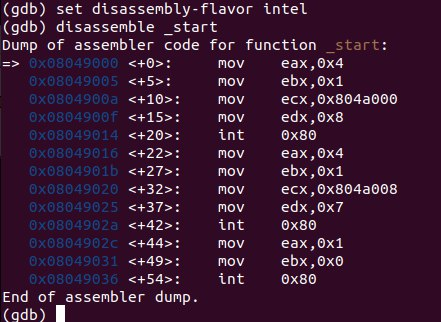 (gdb) set disassembly-flavor intel
(gdb) disassemble _start
Dump of assembler code for function _start:
=> 0x08049000 <+0>:     mov    eax,0x4
   0x08049005 <+5>:     mov    ebx,0x1
   0x0804900a <+10>:    mov    ecx,0x804a000
   0x0804900f <+15>:    mov    edx,0x8
   0x08049014 <+20>:    int    0x80
   0x08049016 <+22>:    mov    eax,0x4
   0x0804901b <+27>:    mov    ebx,0x1
   0x08049020 <+32>:    mov    ecx,0x804a008
   0x08049025 <+37>:    mov    edx,0x7
   0x0804902a <+42>:    int    0x80
   0x0804902c <+44>:    mov    eax,0x1
   0x08049031 <+49>:    mov    ebx,0x0
   0x08049036 <+54>:    int    0x80
End of assembler dump.
(gdb)